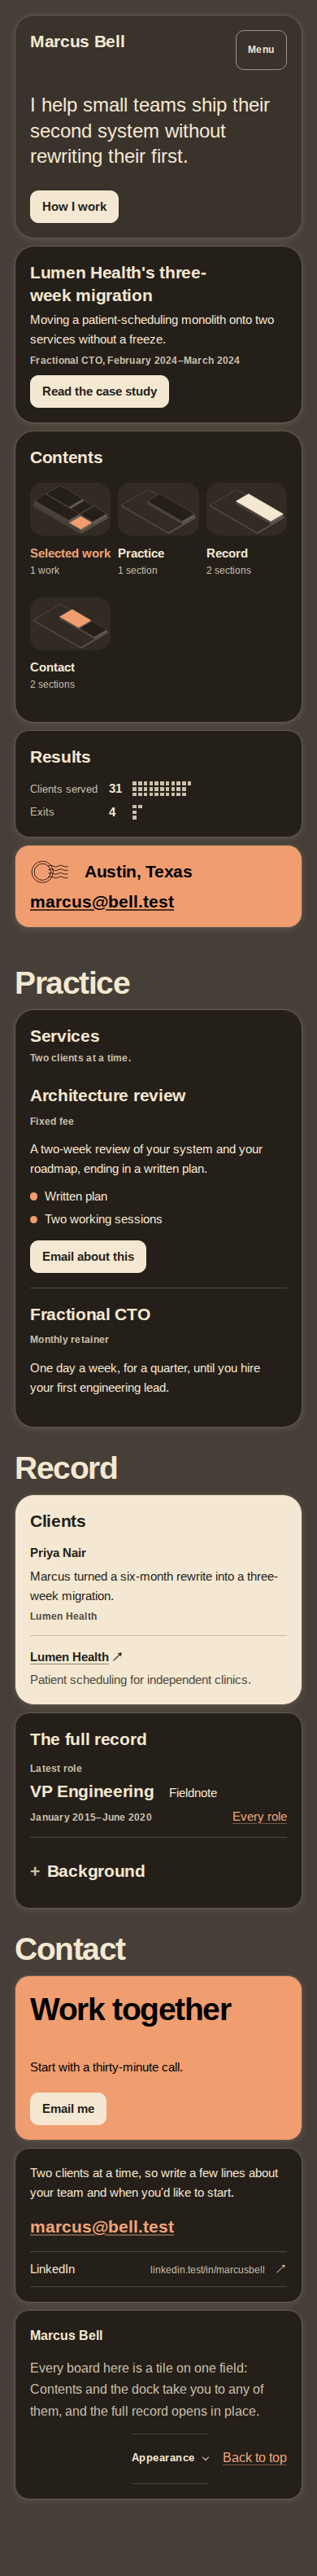 Marcus Bell
Menu
I help small teams ship their
second system without
rewriting their first.
How I work
Lumen Health's three-
week migration
Moving a patient-scheduling monolith onto two
services without a freeze.
Fractional CTO, February 2024–March 2024
Read the case study
Contents
Selected work
1 work
Practice
1 section
Record
2 sections
Contact
2 sections
Results
Clients served 31
Exits 4
Austin, Texas
marcus@bell.test
Practice
Services
Two clients at a time.
Architecture review
Fixed fee
A two-week review of your system and your
roadmap, ending in a written plan.
Written plan
Two working sessions
Email about this
Fractional CTO
Monthly retainer
One day a week, for a quarter, until you hire
your first engineering lead.
Record
Clients
Priya Nair
Marcus turned a six-month rewrite into a three-
week migration.
Lumen Health
Lumen Health ↗
Patient scheduling for independent clinics.
The full record
Latest role
VP Engineering Fieldnote
January 2015–June 2020 Every role
+ Background
Contact
Work together
Start with a thirty-minute call.
Email me
Two clients at a time, so write a few lines about
your team and when you'd like to start.
marcus@bell.test
LinkedIn linkedin.test/in/marcusbell ↗
Marcus Bell
Every board here is a tile on one field:
Contents and the dock take you to any of
them, and the full record opens in place.
Appearance Back to top